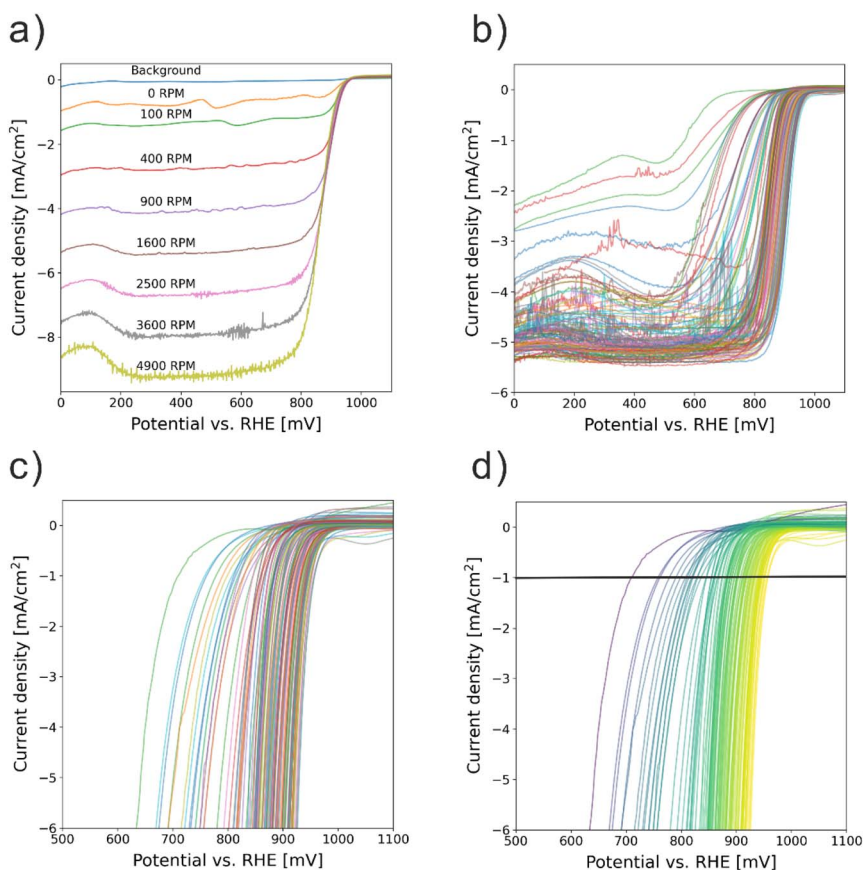 a)
Background
0 RPM
100 RPM
400 RPM
900 RPM
1600 RPM
2500 RPM
3600 RPM
4900 RPM
0
−2
−4
−6
−8
Current density [mA/cm²]
0 200 400 600 800 1000
Potential vs. RHE [mV]
b)
0
−1
−2
−3
−4
−5
−6
Current density [mA/cm²]
0 200 400 600 800 1000
Potential vs. RHE [mV]
c)
0
−1
−2
−3
−4
−5
−6
Current density [mA/cm²]
500 600 700 800 900 1000 1100
Potential vs. RHE [mV]
d)
0
−1
−2
−3
−4
−5
−6
Current density [mA/cm²]
500 600 700 800 900 1000 1100
Potential vs. RHE [mV]